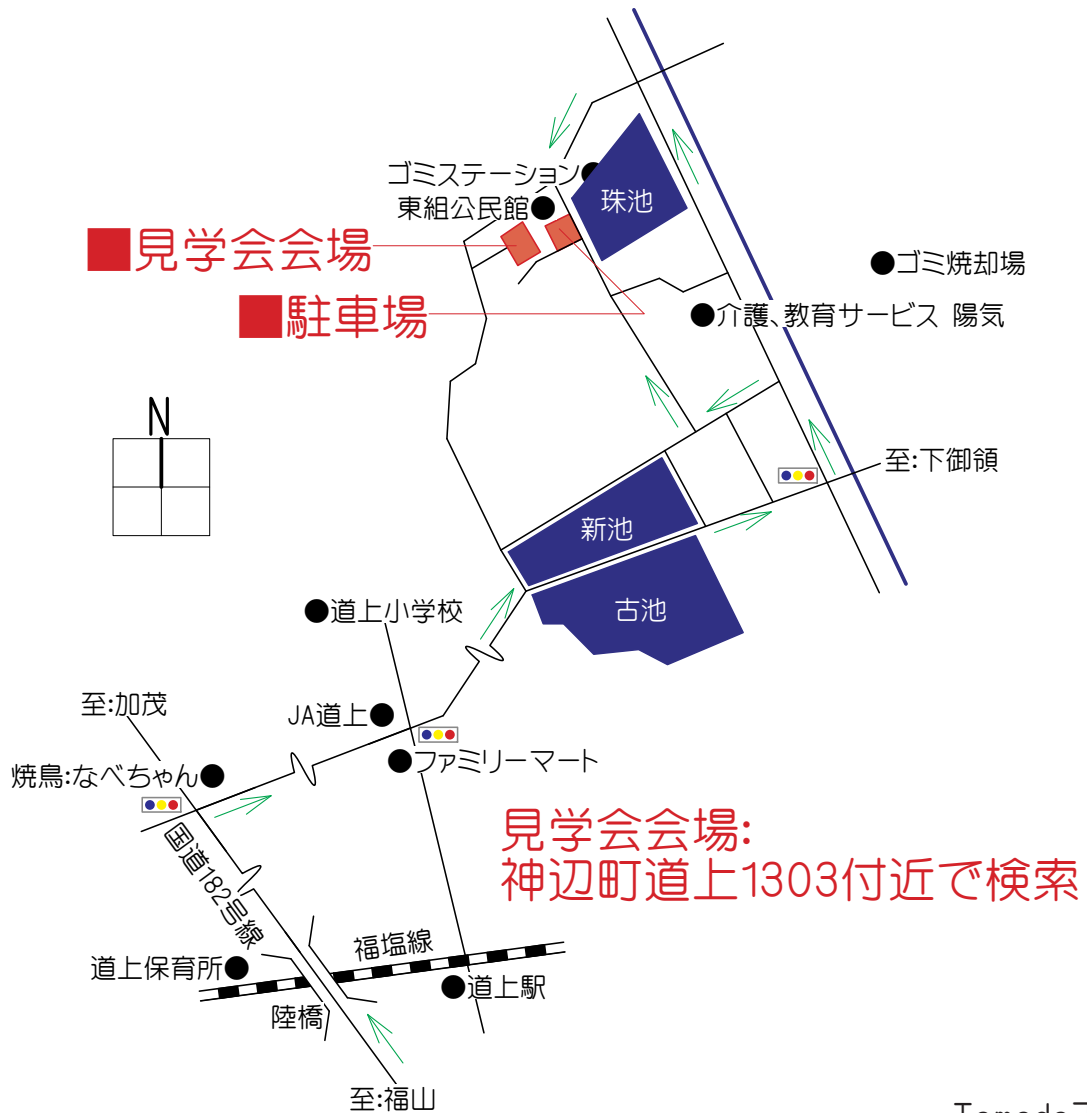 ゴミステーション
珠池
東組公民館
■見学会会場
●ゴミ焼却場
■駐車場
●介護、教育サービス 陽気
N
至:下御領
新池
古池
●道上小学校
至:加茂
JA道上●
●ファミリーマート
焼鳥:なべちゃん●
見学会会場:
神辺町道上1303付近で検索
国道182号線
福塩線
道上保育所●
●道上駅
陸橋
至:福山